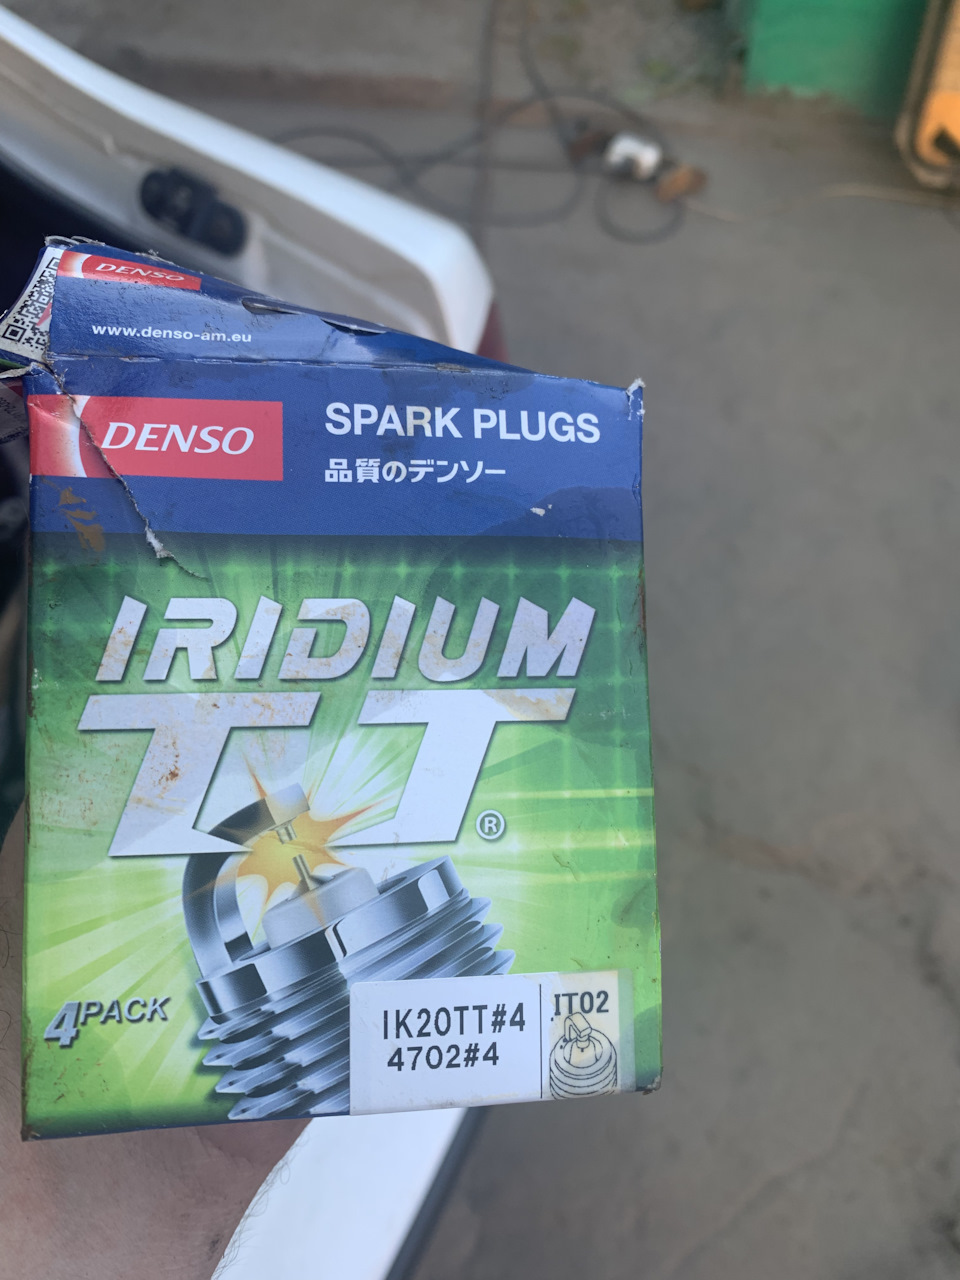 DENSO
www.denso-am.eu
DENSO
SPARK PLUGS
品質のデンソー
IRIDIUM
TT®
4PACK
IK20TT#4
4702#4
IT02